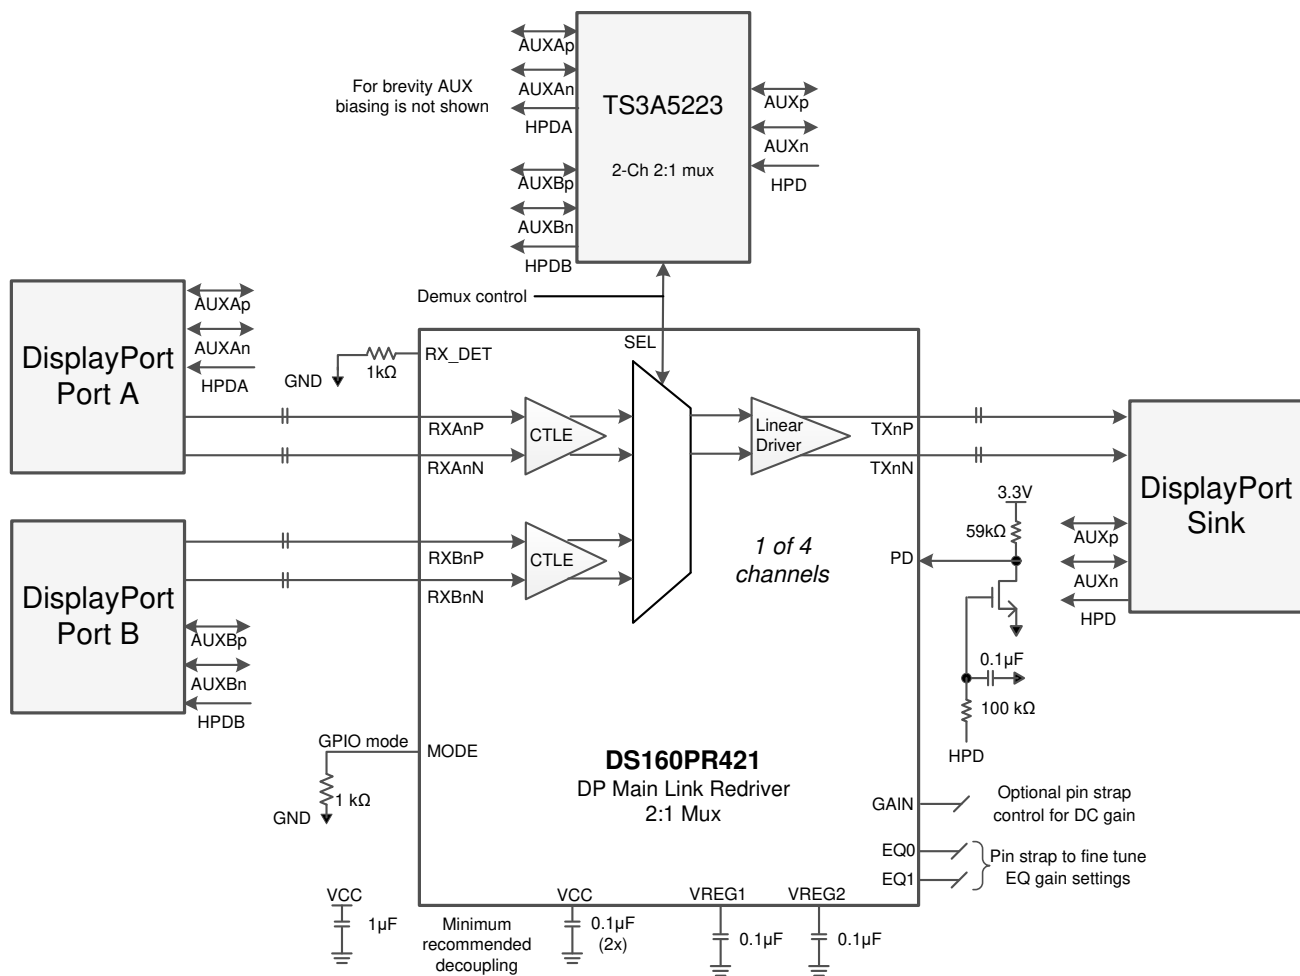 AUXAp
AUXAn
HPDA
AUXBp
AUXBn
HPDB
For brevity AUX
biasing is not shown
TS3A5223
2-Ch 2:1 mux
AUXp
AUXn
HPD
Demux control
DisplayPort
Port A
AUXAp
AUXAn
HPDA
GND
1kΩ
RX_DET
SEL
RXAnP
RXAnN
CTLE
Linear
Driver
TXnP
TXnN
DisplayPort
Port B
AUXBp
AUXBn
HPDB
RXBnP
RXBnN
CTLE
1 of 4
channels
PD
3.3V
59kΩ
0.1µF
100 kΩ
HPD
DisplayPort
Sink
AUXp
AUXn
HPD
GPIO mode
MODE
1 kΩ
GND
DS160PR421
DP Main Link Redriver
2:1 Mux
GAIN
Optional pin strap
control for DC gain
EQ0
EQ1
Pin strap to fine tune
EQ gain settings
VCC
1µF
Minimum
recommended
decoupling
VCC
0.1µF
(2x)
VREG1
0.1µF
VREG2
0.1µF